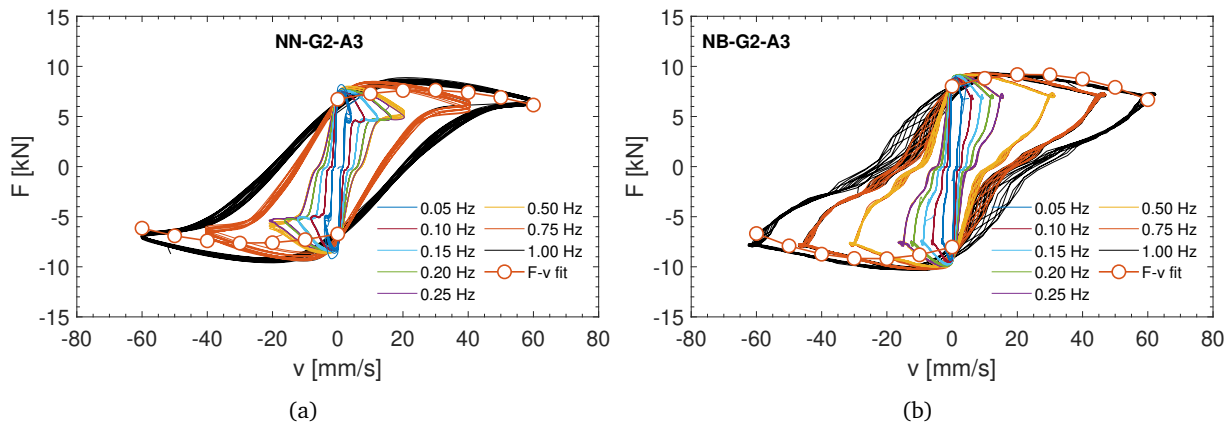 NN-G2-A3
F [kN]
15
10
5
0
-5
-10
-15
0.05 Hz
0.10 Hz
0.15 Hz
0.20 Hz
0.25 Hz
0.50 Hz
0.75 Hz
1.00 Hz
F-v fit
-80 -60 -40 -20 0 20 40 60 80
v [mm/s]
(a)
NB-G2-A3
F [kN]
15
10
5
0
-5
-10
-15
0.05 Hz
0.10 Hz
0.15 Hz
0.20 Hz
0.25 Hz
0.50 Hz
0.75 Hz
1.00 Hz
F-v fit
-80 -60 -40 -20 0 20 40 60 80
v [mm/s]
(b)